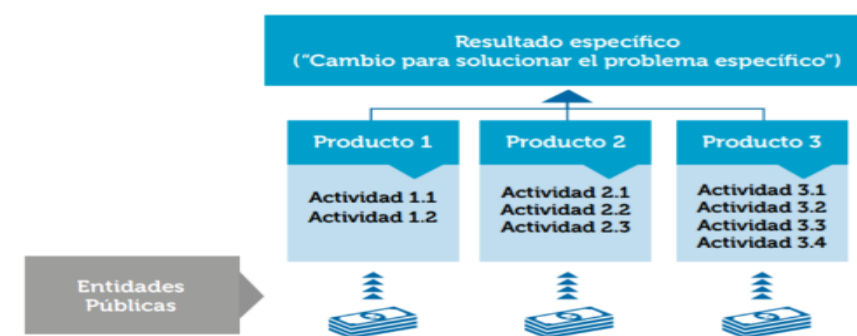 Resultado específico
("Cambio para solucionar el problema específico")
Producto 1
Producto 2
Producto 3
Actividad 1.1
Actividad 1.2
Actividad 2.1
Actividad 2.2
Actividad 2.3
Actividad 3.1
Actividad 3.2
Actividad 3.3
Actividad 3.4
Entidades
Públicas